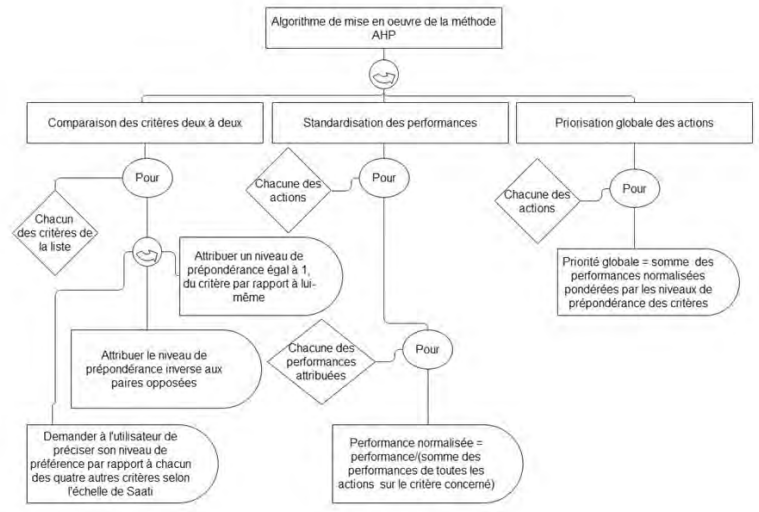 Algorithme de mise en oeuvre de la méthode
AHP
Comparaison des critères deux à deux
Standardisation des performances
Priorisation globale des actions
Pour
Chacun
des critères de
la liste
Attribuer un niveau de
prépondérance égal à 1,
du critère par rapport à lui-
même
Attribuer le niveau de
prépondérance inverse aux
paires opposées
Demander à l'utilisateur de
préciser son niveau de
préférence par rapport à chacun
des quatre autres critères selon
l'échelle de Saati
Pour
Chacune des
actions
Pour
Chacune des
performances
attribuées
Performance normalisée =
performance/(somme des
performances de toutes les
actions sur le critère concerné)
Pour
Chacune des
actions
Priorité globale = somme des
performances normalisées
pondérées par les niveaux de
prépondérance des critères